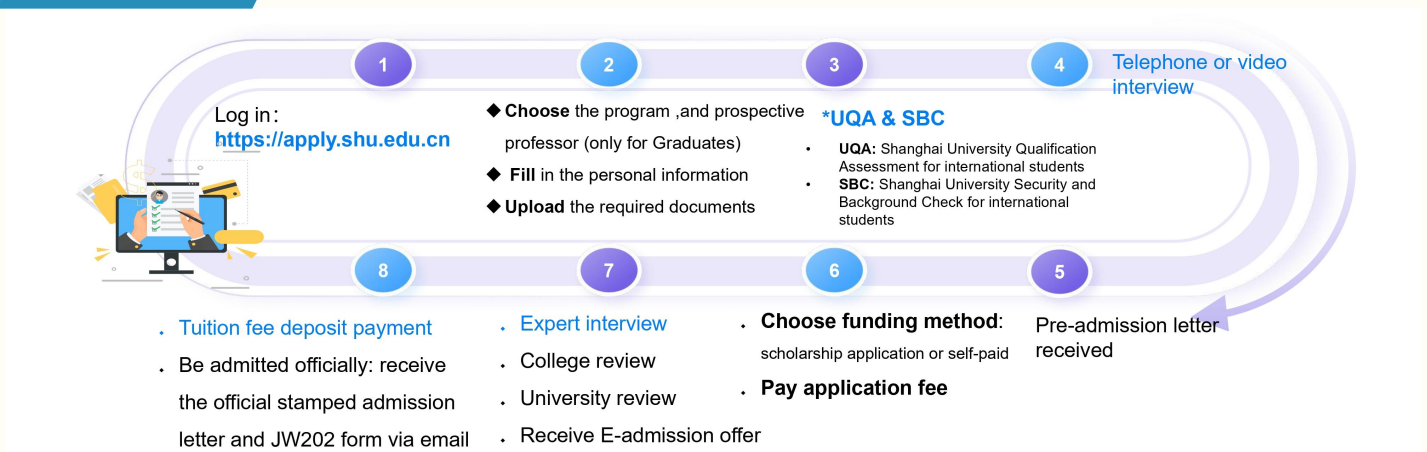 1
Log in：
https://apply.shu.edu.cn
2
◆ Choose the program ,and prospective
professor (only for Graduates)
◆ Fill in the personal information
◆ Upload the required documents
3
*UQA & SBC
• UQA: Shanghai University Qualification
Assessment for international students
• SBC: Shanghai University Security and
Background Check for international
students
4
Telephone or video
interview
5
Pre-admission letter
received
6
• Choose funding method:
scholarship application or self-paid
• Pay application fee
7
• Expert interview
• College review
• University review
• Receive E-admission offer
8
• Tuition fee deposit payment
• Be admitted officially: receive
the official stamped admission
letter and JW202 form via email